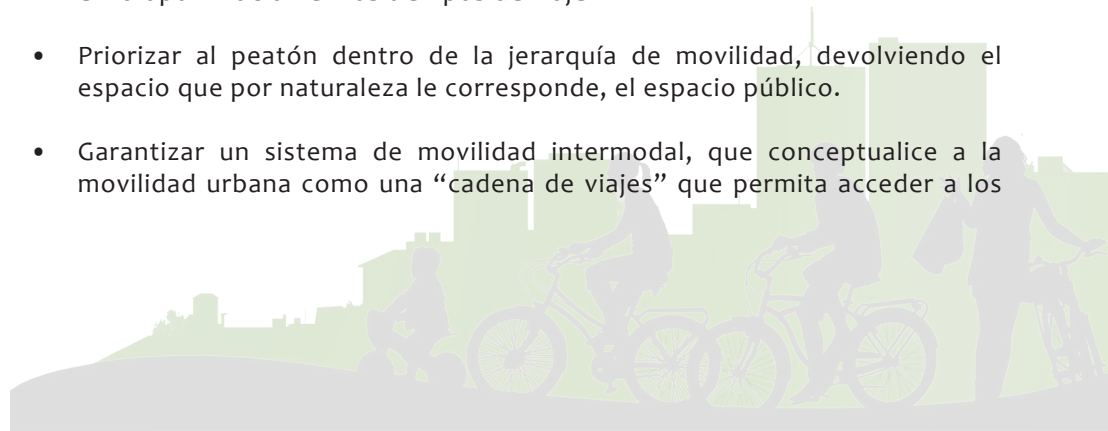 • Priorizar al peatón dentro de la jerarquía de movilidad, devolviendo el
espacio que por naturaleza le corresponde, el espacio público.
• Garantizar un sistema de movilidad intermodal, que conceptualice a la
movilidad urbana como una “cadena de viajes” que permita acceder a los